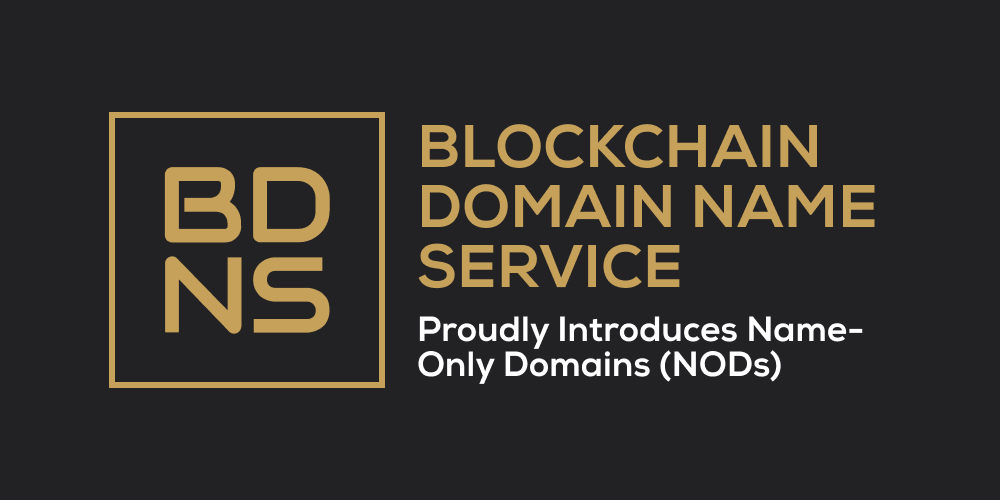 BD
NS
BLOCKCHAIN
DOMAIN NAME
SERVICE
Proudly Introduces Name-
Only Domains (NODs)